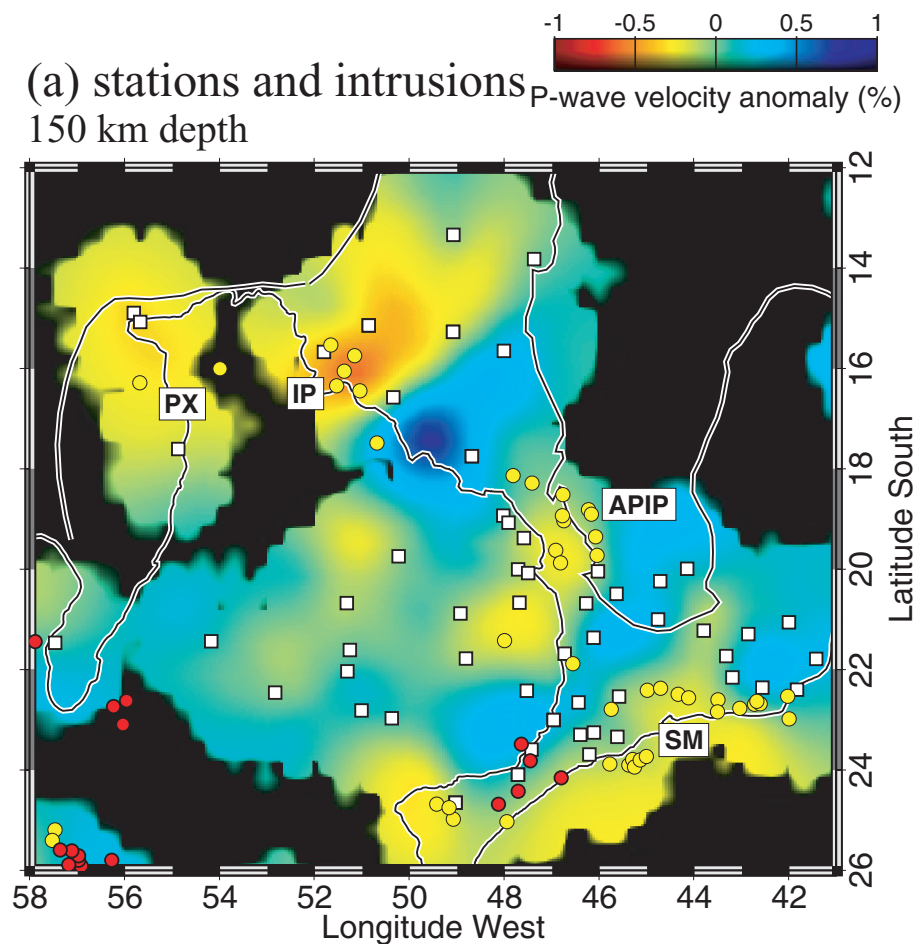 -1 -0.5 0 0.5 1
P-wave velocity anomaly (%)
(a) stations and intrusions
150 km depth
12
14
16
18
20
22
24
26
Latitude South
PX
IP
APIP
SM
58 56 54 52 50 48 46 44 42
Longitude West